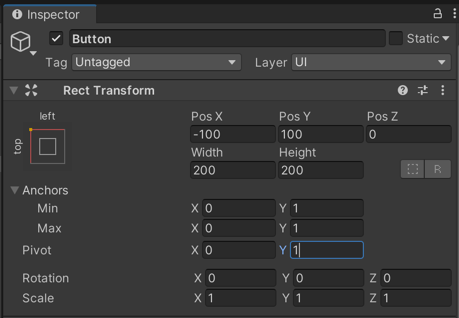 Inspector
Button Static
Tag Untagged Layer UI
Rect Transform
left
top
Pos X Pos Y Pos Z
-100 100 0
Width Height
200 200 R
Anchors
Min X 0 Y 1
Max X 0 Y 1
Pivot X 0 Y 1
Rotation X 0 Y 0 Z 0
Scale X 1 Y 1 Z 1